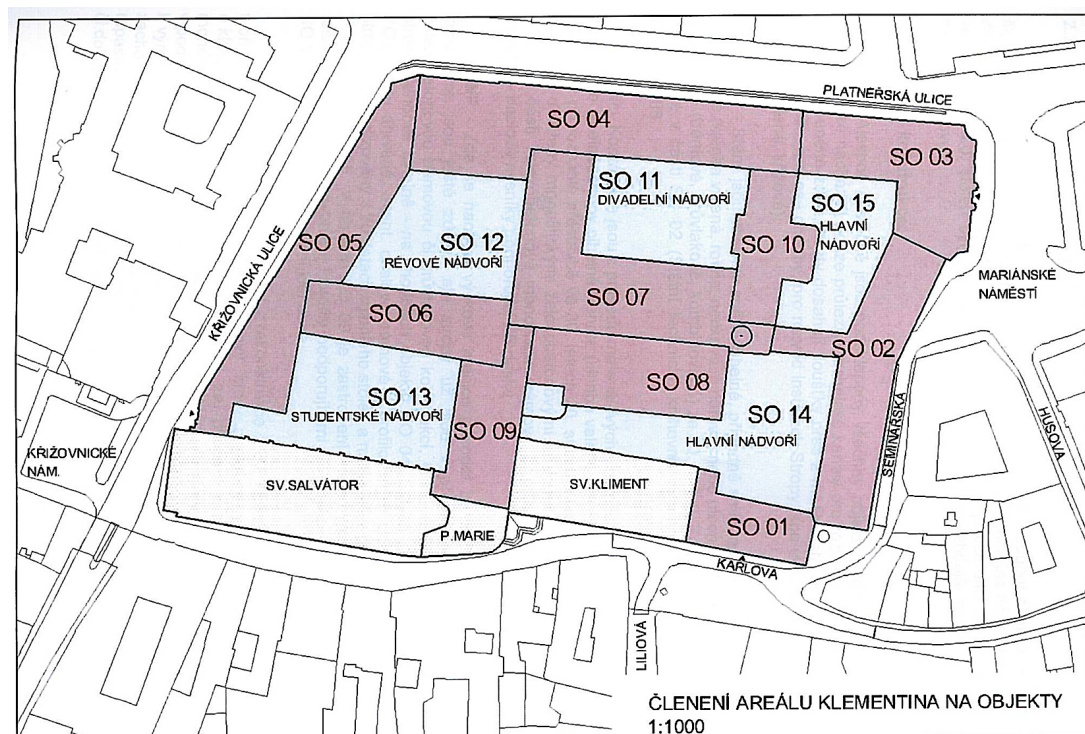 PLATNÉŘSKÁ ULICE
SO 04
SO 03
SO 11
DIVADELNÍ NÁDVOŘÍ
SO 15
HLAVNÍ
NÁDVOŘÍ
SO 05
SO 12
RÉVOVÉ NÁDVOŘÍ
SO 10
KŘIŽOVNICKÁ ULICE
MARIÁNSKÉ
NÁMĚSTÍ
SO 07
SO 06
SO 02
SO 08
SO 13
STUDENTSKÉ NÁDVOŘÍ
SO 14
HLAVNÍ NÁDVOŘÍ
SO 09
SEMINÁŘSKÁ
HUSOVA
KŘIŽOVNICKÉ
NÁM.
SV.SALVÁTOR
SV.KLIMENT
P.MARIE
SO 01
KARLOVA
LILIOVÁ
ČLENENÍ AREÁLU KLEMENTINA NA OBJEKTY
1:1000